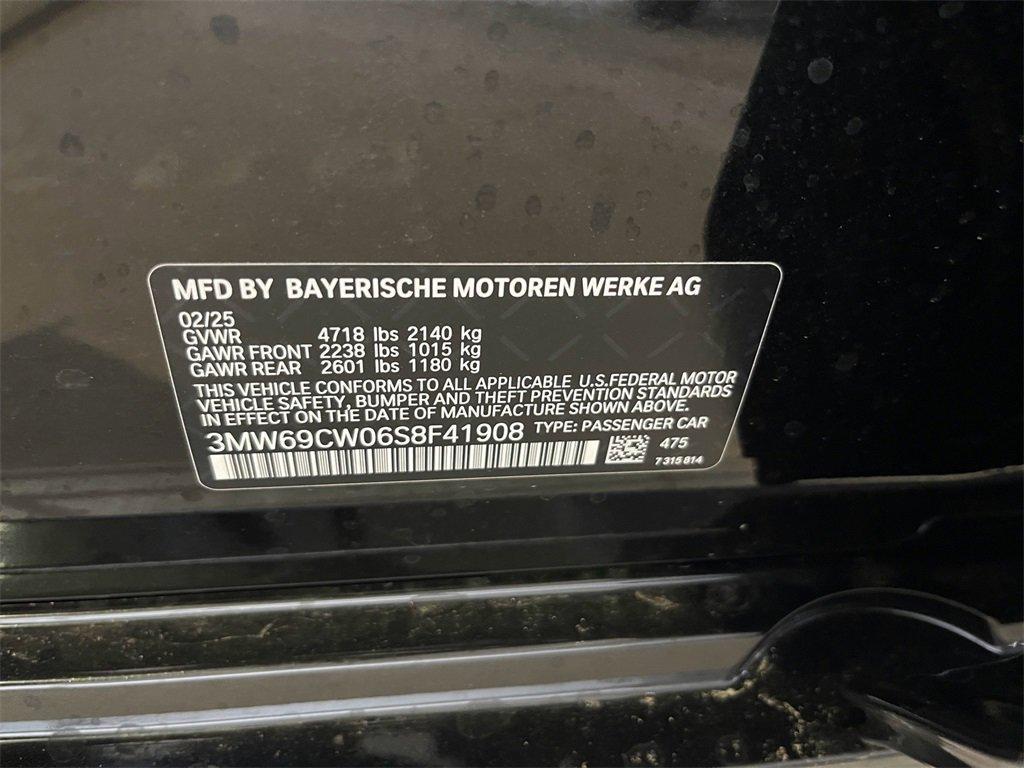 MFD BY BAYERISCHE MOTOREN WERKE AG
02/25
GVWR 4718 lbs 2140 kg
GAWR FRONT 2238 lbs 1015 kg
GAWR REAR 2601 lbs 1180 kg
THIS VEHICLE CONFORMS TO ALL APPLICABLE U.S.FEDERAL MOTOR
VEHICLE SAFETY, BUMPER AND THEFT PREVENTION STANDARDS
IN EFFECT ON THE DATE OF MANUFACTURE SHOWN ABOVE.
3MW69CW06S8F41908 TYPE: PASSENGER CAR
475
7 315 814